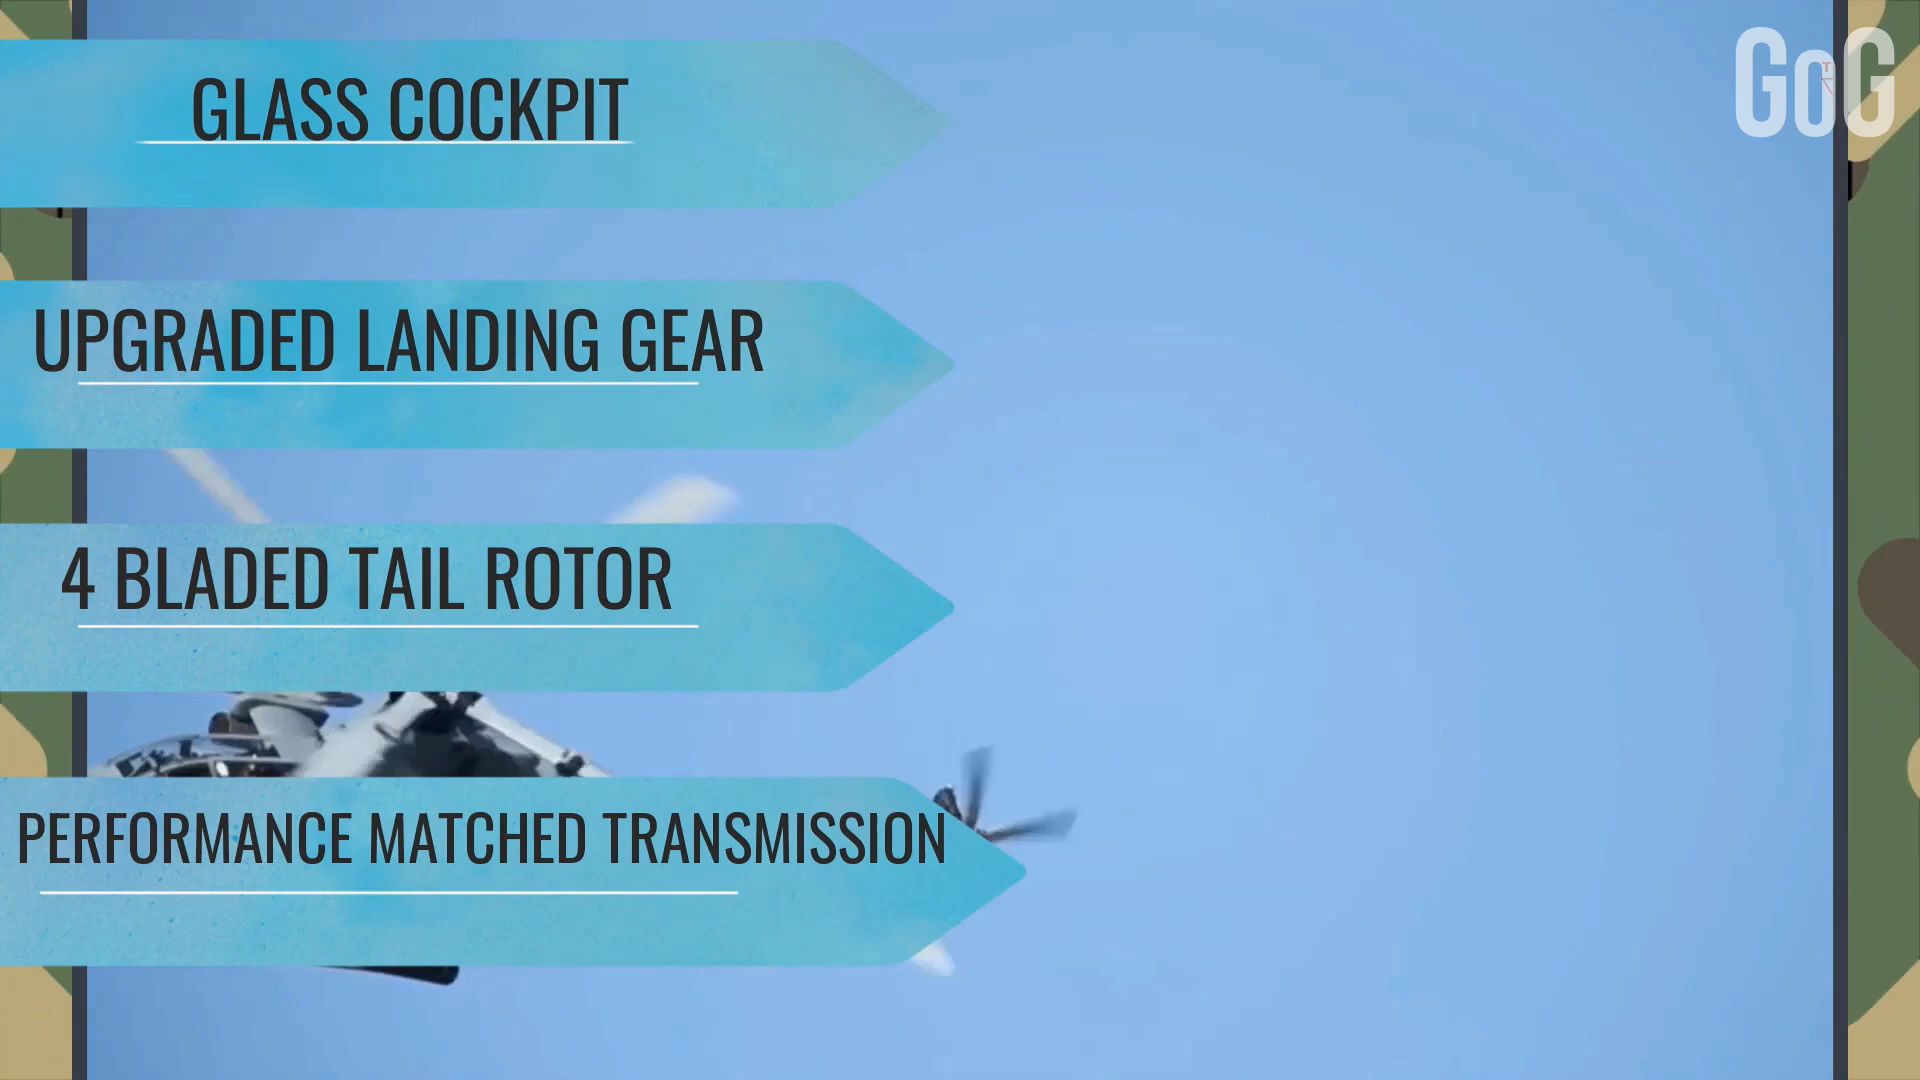 GLASS COCKPIT
GoG
UPGRADED LANDING GEAR
4 BLADED TAIL ROTOR
PERFORMANCE MATCHED TRANSMISSION